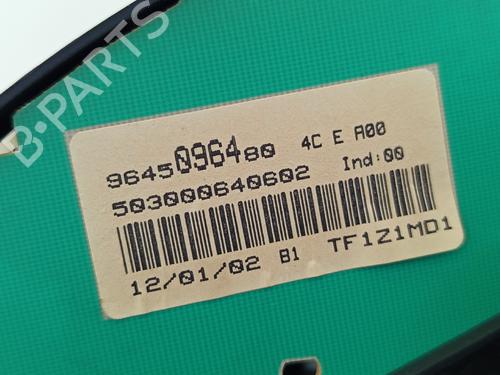 B-PARTS
9645096480 4C E A00
503000640602 Ind:00
12/01/02 B1 TF1Z1MD1